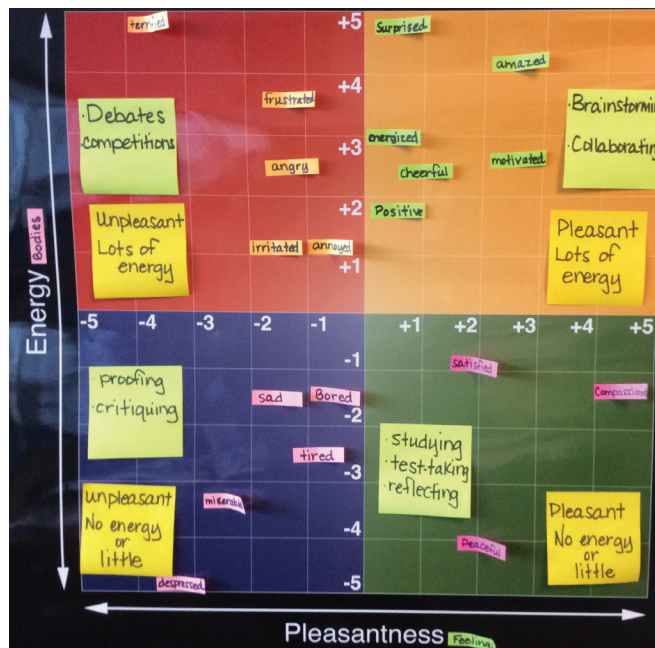 terrified
+5
Surprised
amazed
+4
frustrated
· Debates
· competitions
energized
+3
· Brainstormi
· Collaborating
angry
cheerful
motivated
Unpleasant
Lots of
energy
+2
Positive
Pleasant
Lots of
energy
irritated
annoyed
+1
Energy
Bodies
-5
-4
-3
-2
-1
+1
+2
+3
+4
+5
-1
satisfied
· proofing
· critiquing
sad
Bored
-2
Compassion
· studying
· test-taking
· reflecting
tired
-3
Unpleasant
No energy
or
little
miserable
-4
Peaceful
Pleasant
No energy
or
little
depressed
-5
Pleasantness
Feeling